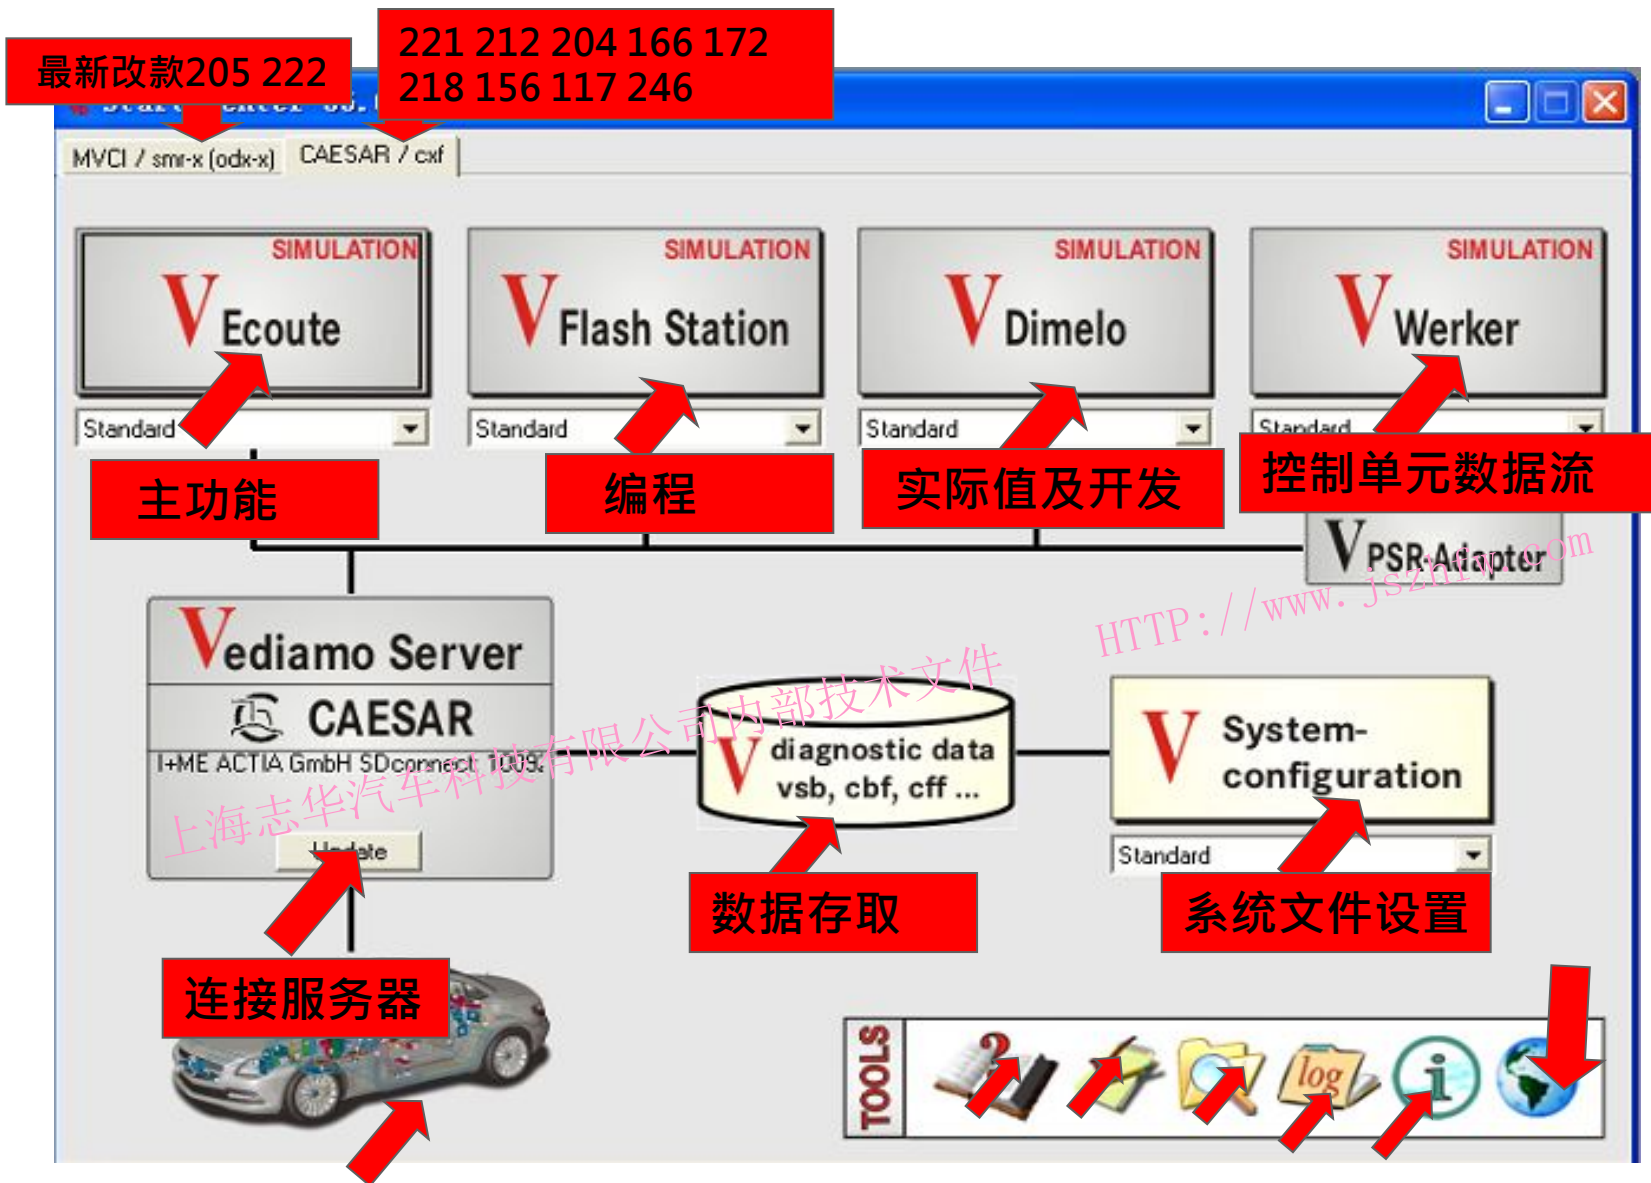 最新改款205 222
221 212 204 166 172
218 156 117 246
MVCI / smr-x (odx-x)
CAESAR / cxf
SIMULATION
V Ecoute
SIMULATION
V Flash Station
SIMULATION
V Dimelo
SIMULATION
V Werker
Standard
Standard
Standard
Standard
主功能
编程
实际值及开发
控制单元数据流
V PSR-Adapter
HTTP://www.jszhfw.com
Vediamo Server
CAESAR
I+ME ACTIA GmbH SDconnect
上海志华汽车科技有限公司内部技术文件
Update
V diagnostic data
vsb, cbf, cff ...
V System-
configuration
Standard
数据存取
系统文件设置
连接服务器
TOOLS
?
log
i